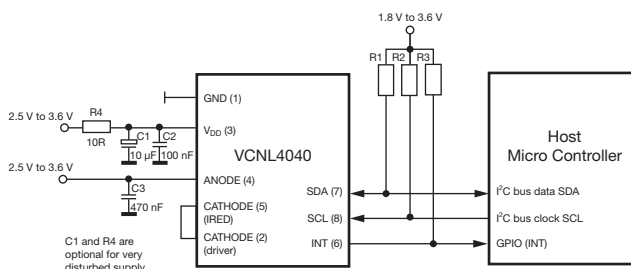 1.8 V to 3.6 V
R1 R2 R3
GND (1)
2.5 V to 3.6 V
R4
10R
C1
10 µF
C2
100 nF
VDD (3)
VCNL4040
Host
Micro Controller
2.5 V to 3.6 V
ANODE (4)
C3
470 nF
SDA (7)
I²C bus data SDA
CATHODE (5)
(IRED)
SCL (8)
I²C bus clock SCL
CATHODE (2)
(driver)
INT (6)
GPIO (INT)
C1 and R4 are
optional for very
disturbed supply